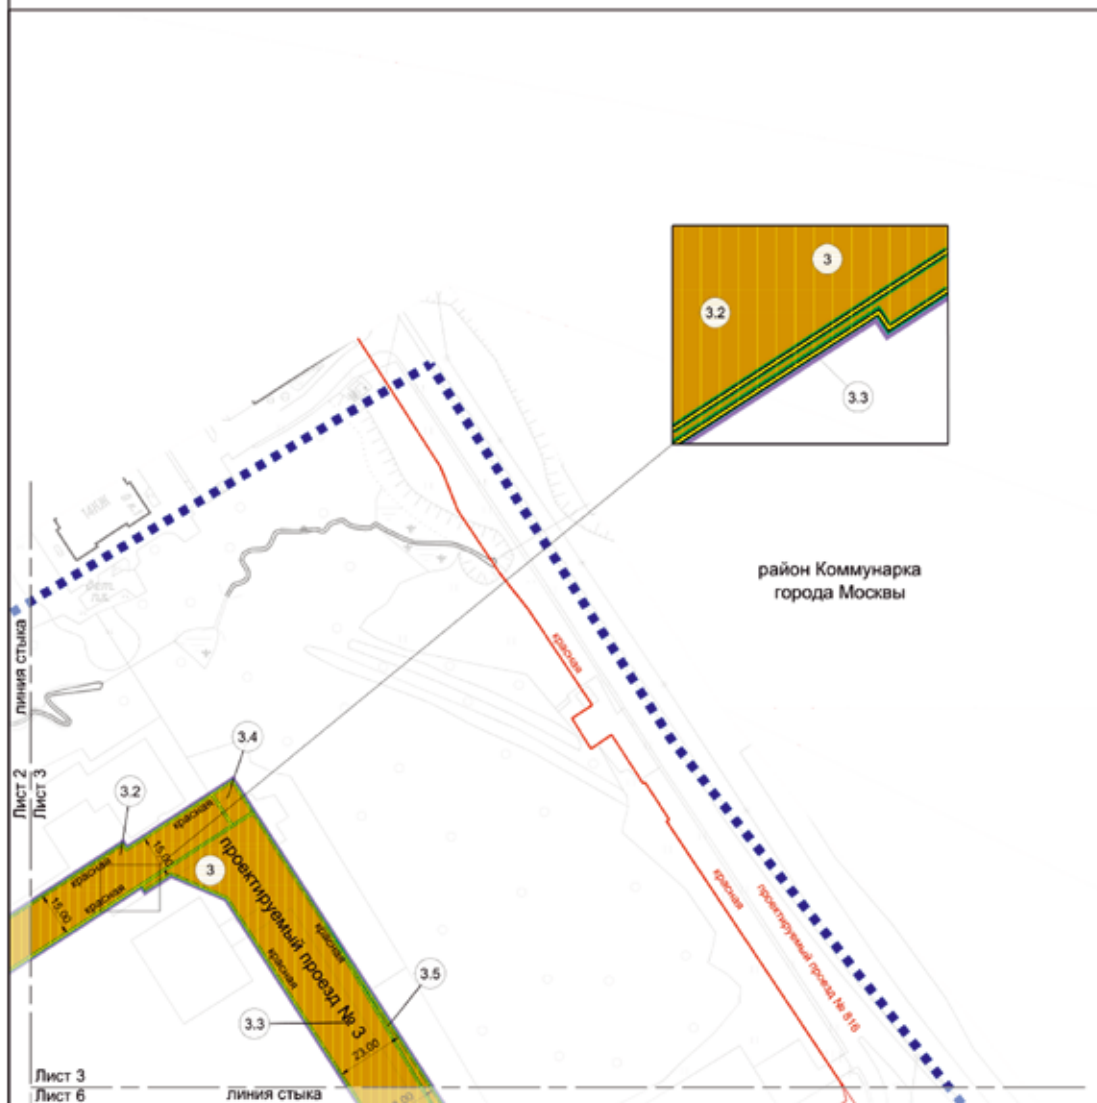 3
3.2
3.3
14ЛЖ
район Коммунарка
города Москвы
линия стыка
красная
3.4
Лист 2
Лист 3
3.2
красная
15.00
красная
3
проектируемый проезд № 3
красная
красная
15.00
красная
красная
проектируемый проезд № 816
3.5
3.3
23.00
Лист 3
Лист 6
линия стыка